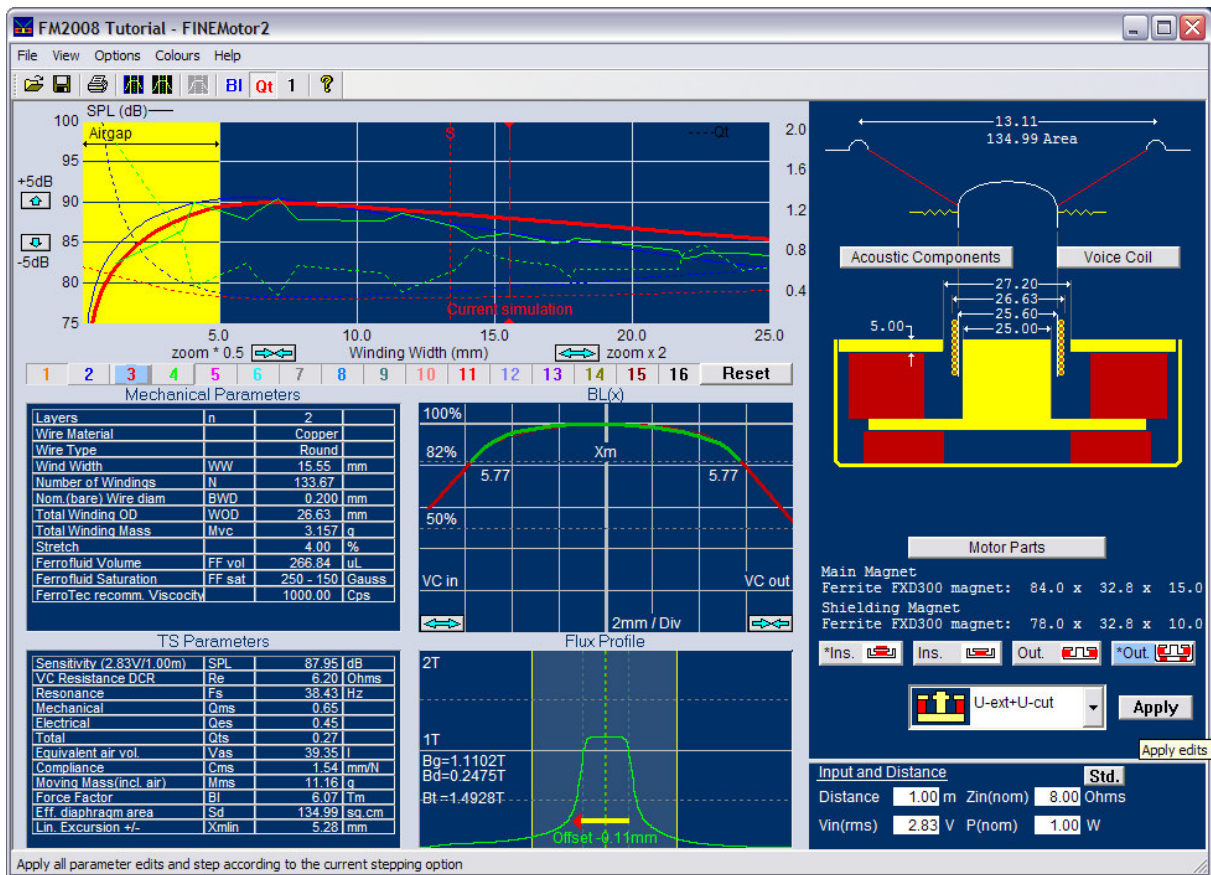 FM2008 Tutorial - FINEMotor2
File View Options Colours Help
Bl Qt 1
SPL (dB)
100
Airgap
S
Qt
2.0
95
1.6
+5dB
90
1.2
-5dB
85
0.8
80
0.4
Current simulation
75
5.0 10.0 15.0 20.0 25.0
zoom * 0.5 Winding Width (mm) zoom x 2
1 2 3 4 5 6 7 8 9 10 11 12 13 14 15 16 Reset
Mechanical Parameters
Layers n 2
Wire Material Copper
Wire Type Round
Wind Width WW 15.55 mm
Number of Windings N 133.67
Nom.(bare) Wire diam BWD 0.200 mm
Total Winding OD WOD 26.63 mm
Total Winding Mass Mvc 3.157 g
Stretch 4.00 %
Ferrofluid Volume FF vol 266.84 uL
Ferrofluid Saturation FF sat 250 - 150 Gauss
FerroTec recomm. Viscocity 1000.00 Cps
BL(x)
100%
82%
Xm
5.77 5.77
50%
VC in VC out
2mm / Div
TS Parameters
Sensitivity (2.83V/1.00m) SPL 87.95 dB
VC Resistance DCR Re 6.20 Ohms
Resonance Fs 38.43 Hz
Mechanical Qms 0.65
Electrical Qes 0.45
Total Qts 0.27
Equivalent air vol. Vas 39.35 l
Compliance Cms 1.54 mm/N
Moving Mass(incl. air) Mms 11.16 g
Force Factor Bl 6.07 Tm
Eff. diaphragm area Sd 134.99 sq.cm
Lin. Excursion +/- Xmlin 5.28 mm
Flux Profile
2T
1T
Bg=1.1102T
Bd=0.2475T
Bt =1.4928T
Offset -0.11mm
13.11
134.99 Area
Acoustic Components Voice Coil
27.20
26.63
25.60
5.00 25.00
Motor Parts
Main Magnet
Ferrite FXD300 magnet: 84.0 x 32.8 x 15.0
Shielding Magnet
Ferrite FXD300 magnet: 78.0 x 32.8 x 10.0
*Ins. Ins. Out. *Out.
U-ext+U-cut Apply
Apply edits
Input and Distance Std.
Distance 1.00 m Zin(nom) 8.00 Ohms
Vin(rms) 2.83 V P(nom) 1.00 W
Apply all parameter edits and step according to the current stepping option